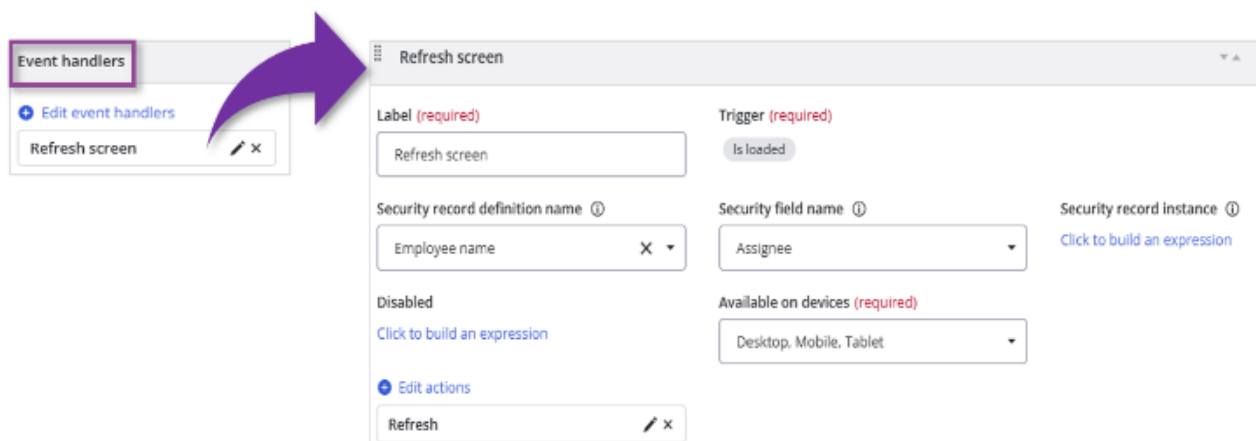 Event handlers
Edit event handlers
Refresh screen
Refresh screen
Label (required)
Trigger (required)
Refresh screen
Is loaded
Security record definition name
Security field name
Security record instance
Employee name
Assignee
Click to build an expression
Disabled
Available on devices (required)
Click to build an expression
Desktop, Mobile, Tablet
Edit actions
Refresh